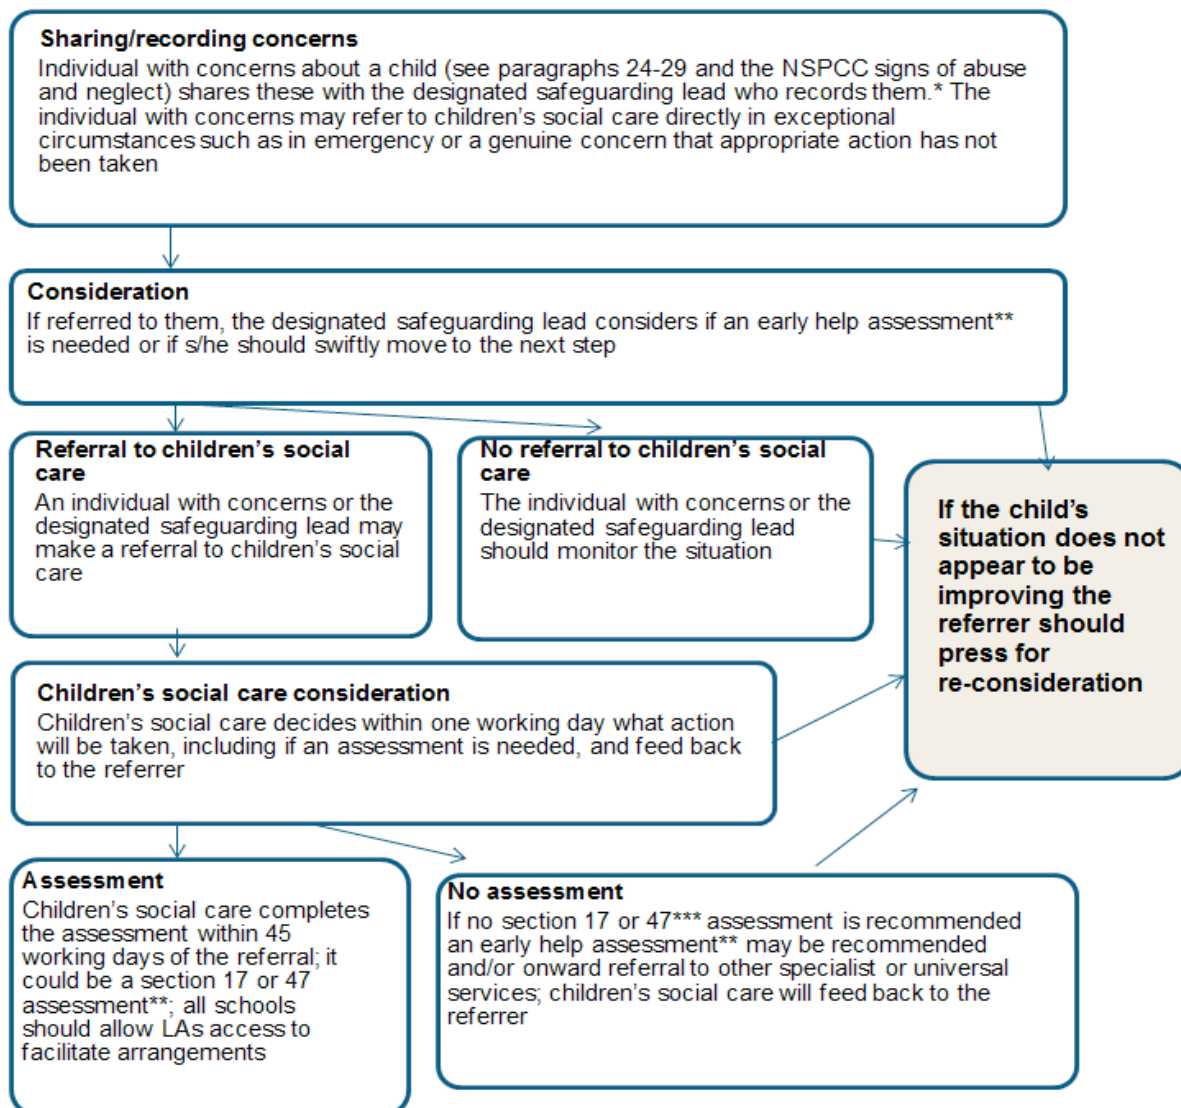 Sharing/recording concerns
Individual with concerns about a child (see paragraphs 24-29 and the NSPCC signs of abuse
and neglect) shares these with the designated safeguarding lead who records them.* The
individual with concerns may refer to children’s social care directly in exceptional
circumstances such as in emergency or a genuine concern that appropriate action has not
been taken
Consideration
If referred to them, the designated safeguarding lead considers if an early help assessment**
is needed or if s/he should swiftly move to the next step
Referral to children’s social
care
An individual with concerns or the
designated safeguarding lead may
make a referral to children’s social
care
No referral to children’s social
care
The individual with concerns or the
designated safeguarding lead
should monitor the situation
If the child’s
situation does not
appear to be
improving the
referrer should
press for
re-consideration
Children’s social care consideration
Children’s social care decides within one working day what action
will be taken, including if an assessment is needed, and feed back
to the referrer
Assessment
Children’s social care completes
the assessment within 45
working days of the referral; it
could be a section 17 or 47
assessment**; all schools
should allow LAs access to
facilitate arrangements
No assessment
If no section 17 or 47*** assessment is recommended
an early help assessment** may be recommended
and/or onward referral to other specialist or universal
services; children’s social care will feed back to the
referrer